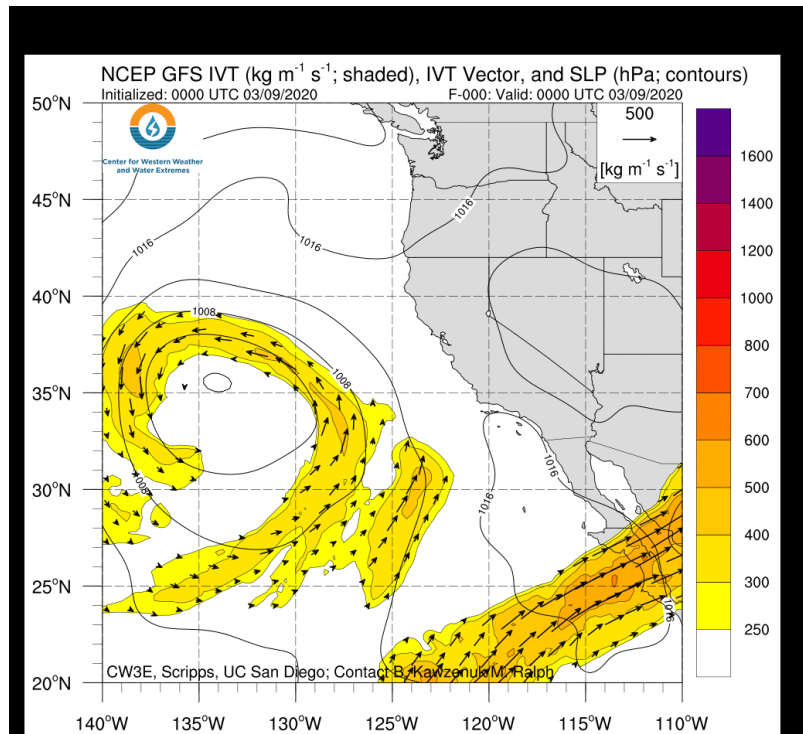 NCEP GFS IVT (kg m⁻¹ s⁻¹; shaded), IVT Vector, and SLP (hPa; contours)
Initialized: 0000 UTC 03/09/2020 F-000: Valid: 0000 UTC 03/09/2020
50°N
500
[kg m⁻¹ s⁻¹]
Center for Western Weather
and Water Extremes
1600
45°N
1016
1400
1016
1200
40°N
1000
1008
800
1008
35°N
700
600
1016
1008
30°N
1016
500
400
25°N
300
1016
250
CW3E, Scripps, UC San Diego; Contact B. Kawzenuk/M. Ralph
20°N
140°W 135°W 130°W 125°W 120°W 115°W 110°W